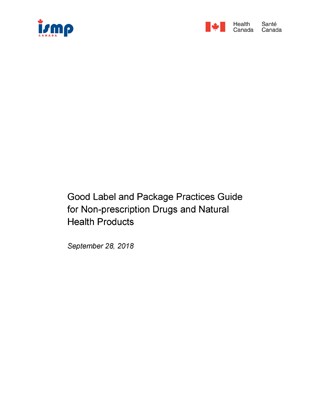 ismp
CANADA
Health Santé
Canada Canada
Good Label and Package Practices Guide
for Non-prescription Drugs and Natural
Health Products
September 28, 2018